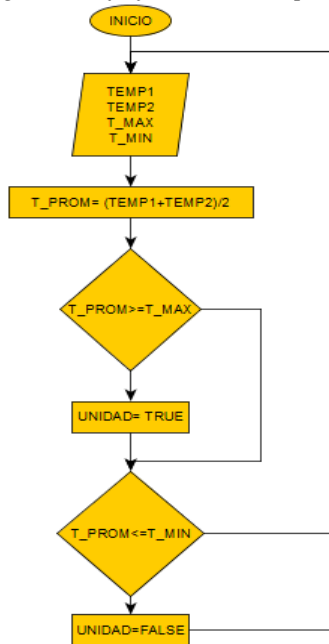 INICIO
TEMP1
TEMP2
T_MAX
T_MIN
T_PROM= (TEMP1+TEMP2)/2
T_PROM>=T_MAX
UNIDAD= TRUE
T_PROM<=T_MIN
UNIDAD=FALSE